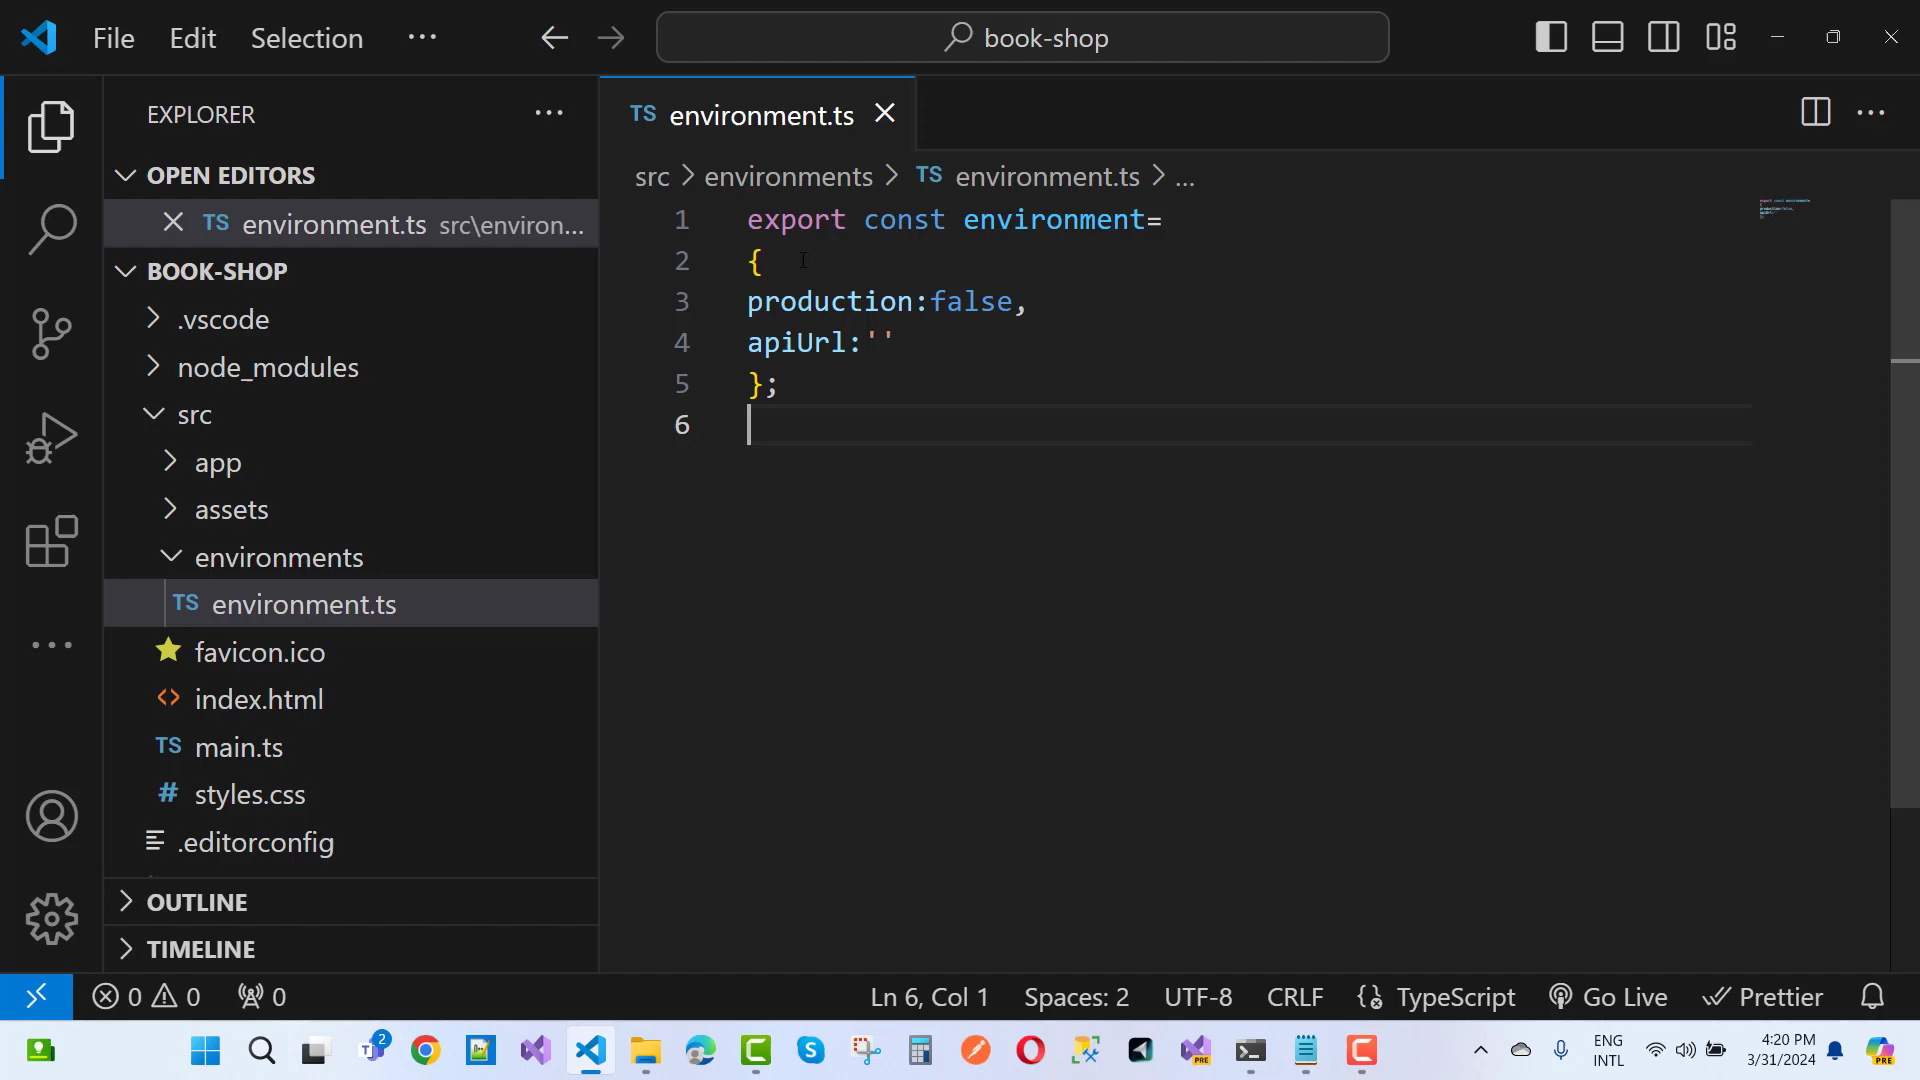 File Edit Selection ··· book-shop
EXPLORER ···
OPEN EDITORS
TS environment.ts src\environ...
BOOK-SHOP
.vscode
node_modules
src
app
assets
environments
TS environment.ts
favicon.ico
index.html
TS main.ts
# styles.css
.editorconfig
OUTLINE
TIMELINE
TS environment.ts
src > environments > TS environment.ts > ...
1 export const environment=
2 {
3 production:false,
4 apiUrl:''
5 };
6
0 0 0 Ln 6, Col 1 Spaces: 2 UTF-8 CRLF TypeScript Go Live Prettier
2
PRE
ENG
INTL
4:20 PM
3/31/2024
PRE